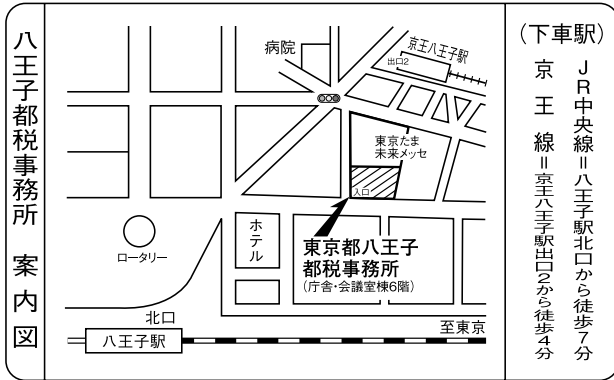 八王子都税事務所 案内図
病院
京王八王子駅
出口2
東京たま
未来メッセ
入口
ホテル
東京都八王子
都税事務所
(庁舎・会議室棟6階)
ロータリー
北口
八王子駅
至東京
(下車駅)
JR中央線=八王子駅北口から徒歩7分
京王線=京王八王子駅出口2から徒歩4分